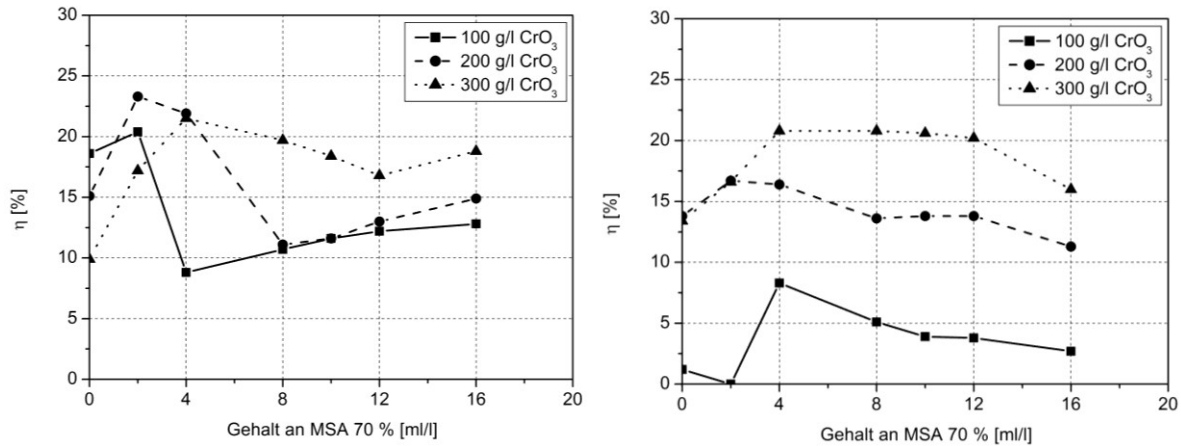 30
25
20
15
10
5
0
η [%]
100 g/l CrO₃
200 g/l CrO₃
300 g/l CrO₃
0 4 8 12 16 20
Gehalt an MSA 70 % [ml/l]
30
25
20
15
10
5
0
η [%]
100 g/l CrO₃
200 g/l CrO₃
300 g/l CrO₃
0 4 8 12 16 20
Gehalt an MSA 70 % [ml/l]